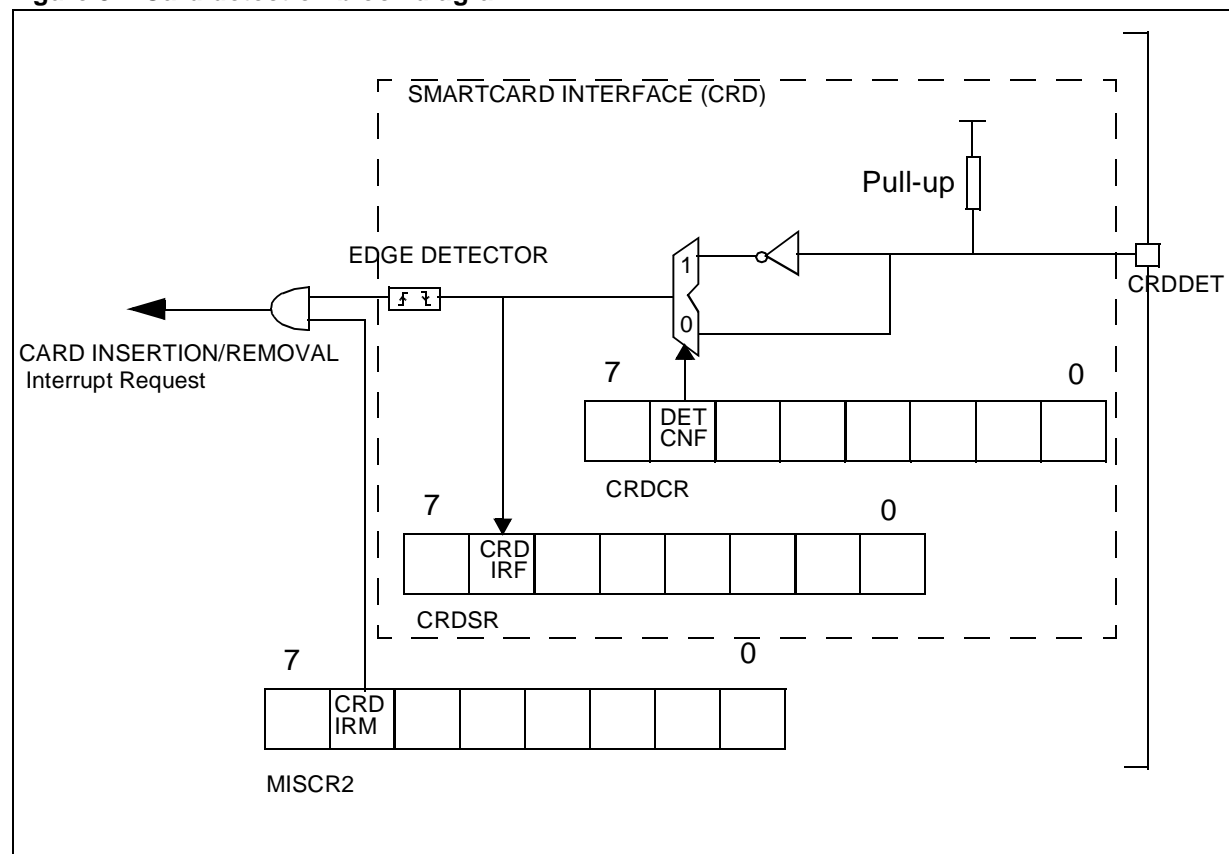 SMARTCARD INTERFACE (CRD)
Pull-up
EDGE DETECTOR
1
CRDDET
0
CARD INSERTION/REMOVAL
Interrupt Request
7
0
DET
CNF
CRDCR
7
0
CRD
IRF
CRDSR
7
0
CRD
IRM
MISCR2